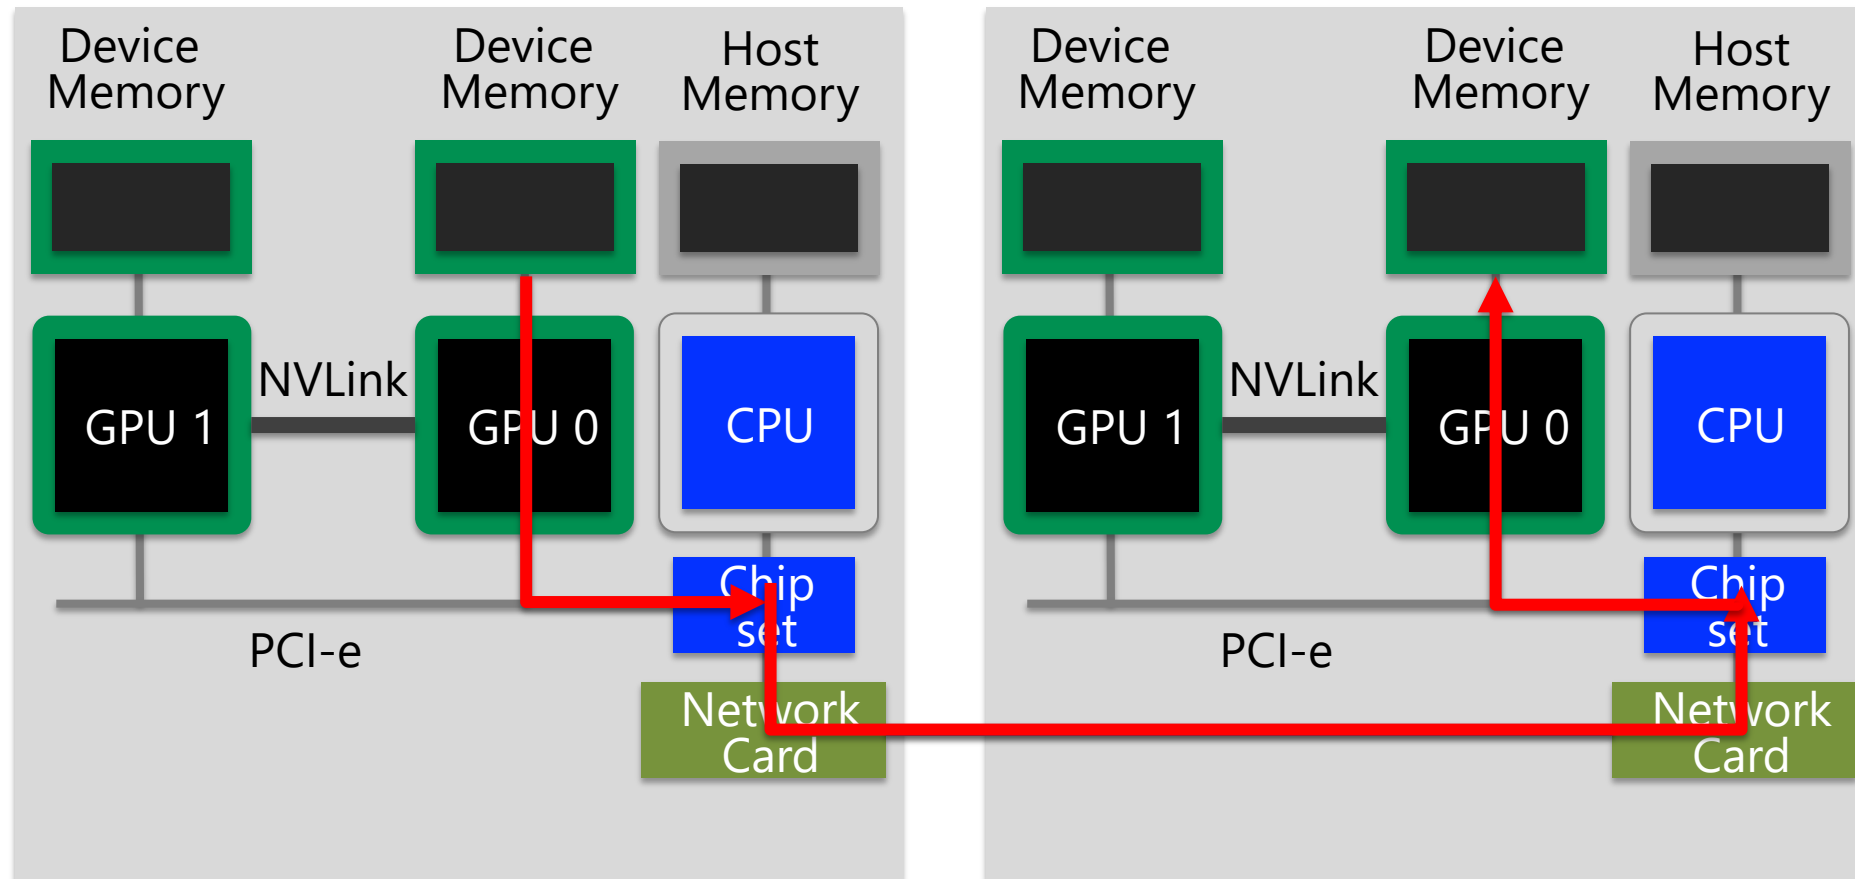 Device
Memory
Device
Memory
Host
Memory
GPU 1
NVLink
GPU 0
CPU
Chip
set
PCI-e
Network
Card
Device
Memory
Device
Memory
Host
Memory
GPU 1
NVLink
GPU 0
CPU
Chip
set
PCI-e
Network
Card